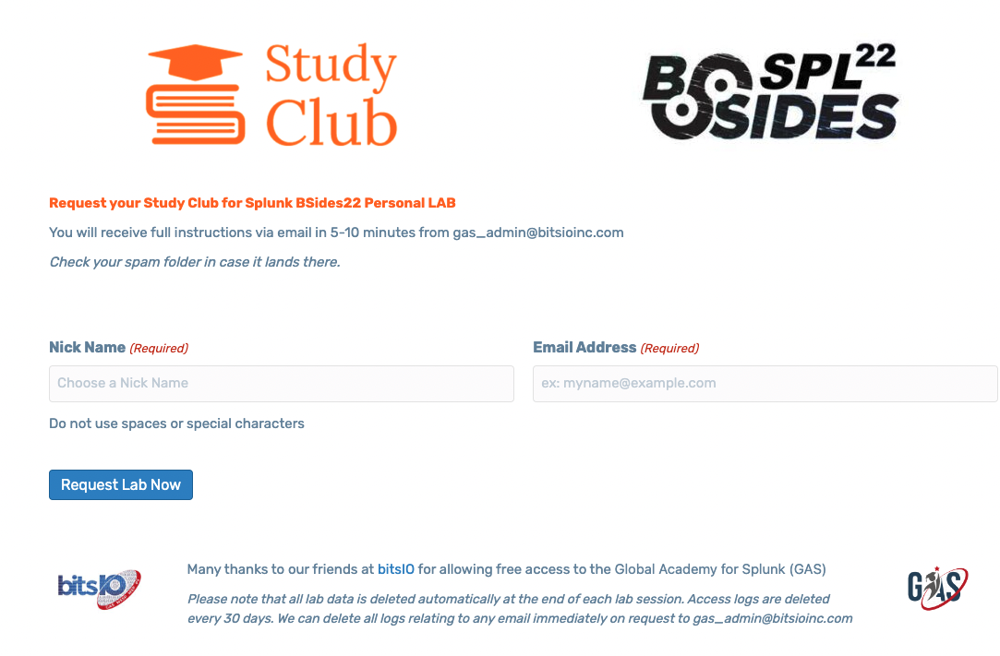 Study
Club
BSIDES SPL22
Request your Study Club for Splunk BSides22 Personal LAB
You will receive full instructions via email in 5-10 minutes from gas_admin@bitsioinc.com
Check your spam folder in case it lands there.
Nick Name (Required)
Email Address (Required)
Choose a Nick Name
ex: myname@example.com
Do not use spaces or special characters
Request Lab Now
bitsIO
Many thanks to our friends at bitsIO for allowing free access to the Global Academy for Splunk (GAS)
GAS
Please note that all lab data is deleted automatically at the end of each lab session. Access logs are deleted
every 30 days. We can delete all logs relating to any email immediately on request to gas_admin@bitsioinc.com